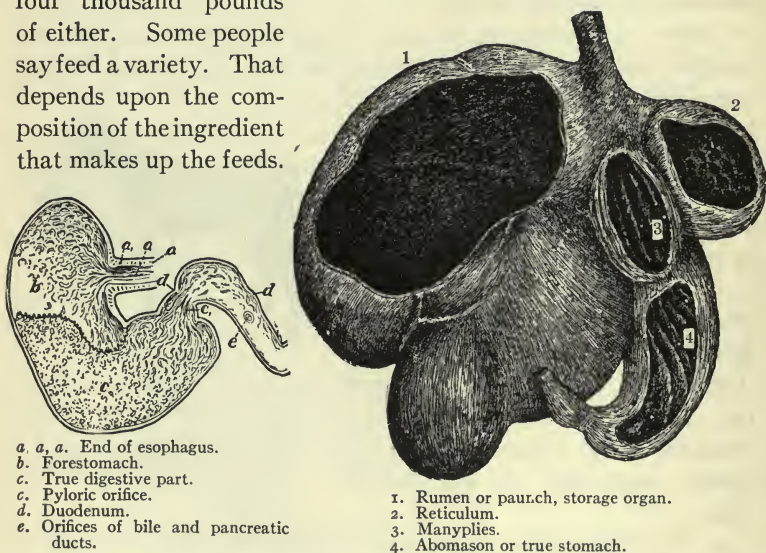 four thousand pounds
of either. Some people
say feed a variety. That
depends upon the com-
position of the ingredient
that makes up the feeds.
1
2
3
4
a, a a
d
b
d
c,
e
c
a, a, a. End of esophagus.
b. Forestomach.
c. True digestive part.
c. Pyloric orifice.
d. Duodenum.
e. Orifices of bile and pancreatic
ducts.
1. Rumen or paunch, storage organ.
2. Reticulum.
3. Manyplies.
4. Abomason or true stomach.